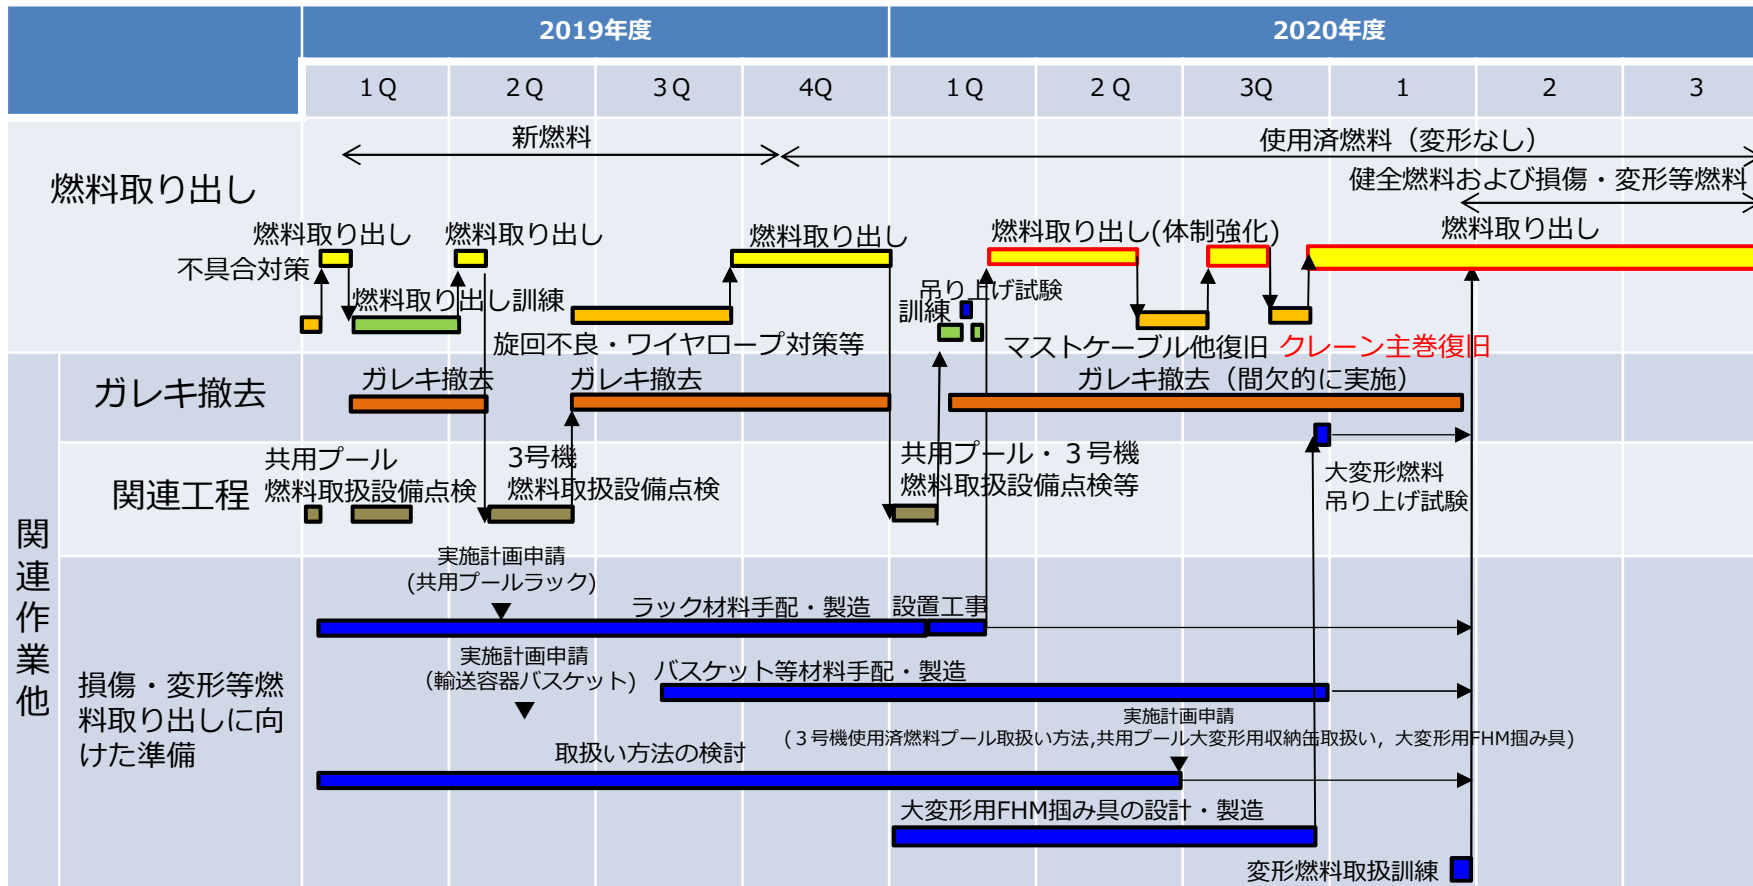 2019年度
2020年度
1Q
2Q
3Q
4Q
1Q
2Q
3Q
1
2
3
燃料取り出し
新燃料
使用済燃料（変形なし）
健全燃料および損傷・変形等燃料
燃料取り出し
燃料取り出し
燃料取り出し
燃料取り出し(体制強化)
燃料取り出し
不具合対策
燃料取り出し訓練
吊り上げ試験
訓練
旋回不良・ワイヤロープ対策等
マストケーブル他復旧
クレーン主巻復旧
関連作業他
ガレキ撤去
ガレキ撤去
ガレキ撤去
ガレキ撤去（間欠的に実施）
関連工程
共用プール
燃料取扱設備点検
3号機
燃料取扱設備点検
共用プール・３号機
燃料取扱設備点検等
大変形燃料
吊り上げ試験
損傷・変形等燃
料取り出しに向
けた準備
実施計画申請
(共用プールラック)
ラック材料手配・製造
設置工事
実施計画申請
(輸送容器バスケット)
バスケット等材料手配・製造
実施計画申請
(３号機使用済燃料プール取扱い方法,共用プール大変形用収納缶取扱い，大変形用FHM掴み具)
取扱い方法の検討
大変形用FHM掴み具の設計・製造
変形燃料取扱訓練